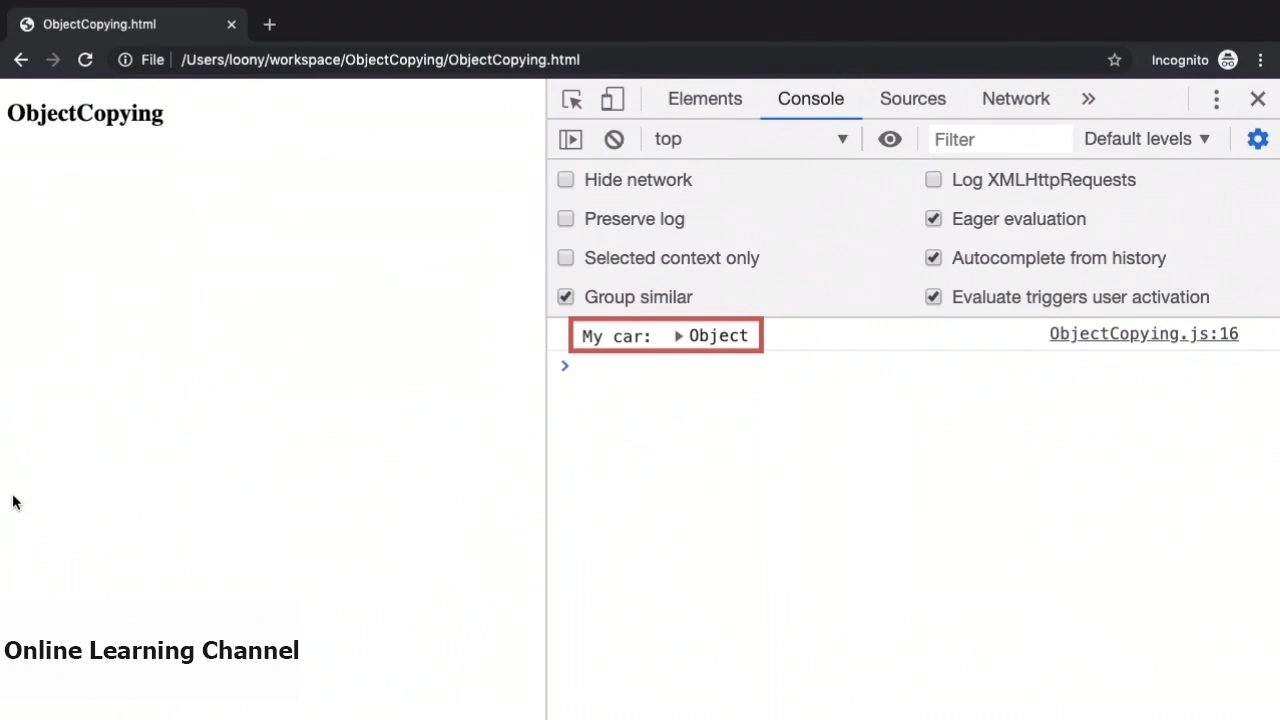 ObjectCopying.html
File /Users/loony/workspace/ObjectCopying/ObjectCopying.html Incognito
ObjectCopying
Elements Console Sources Network
top Filter Default levels
Hide network Log XMLHttpRequests
Preserve log Eager evaluation
Selected context only Autocomplete from history
Group similar Evaluate triggers user activation
My car: Object ObjectCopying.js:16
Online Learning Channel